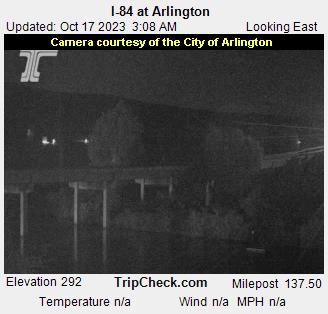 I-84 at Arlington
Updated: Oct 17 2023 3:08 AM Looking East
Camera courtesy of the City of Arlington
Elevation 292 TripCheck.com Milepost 137.50
Temperature n/a Wind n/a MPH n/a